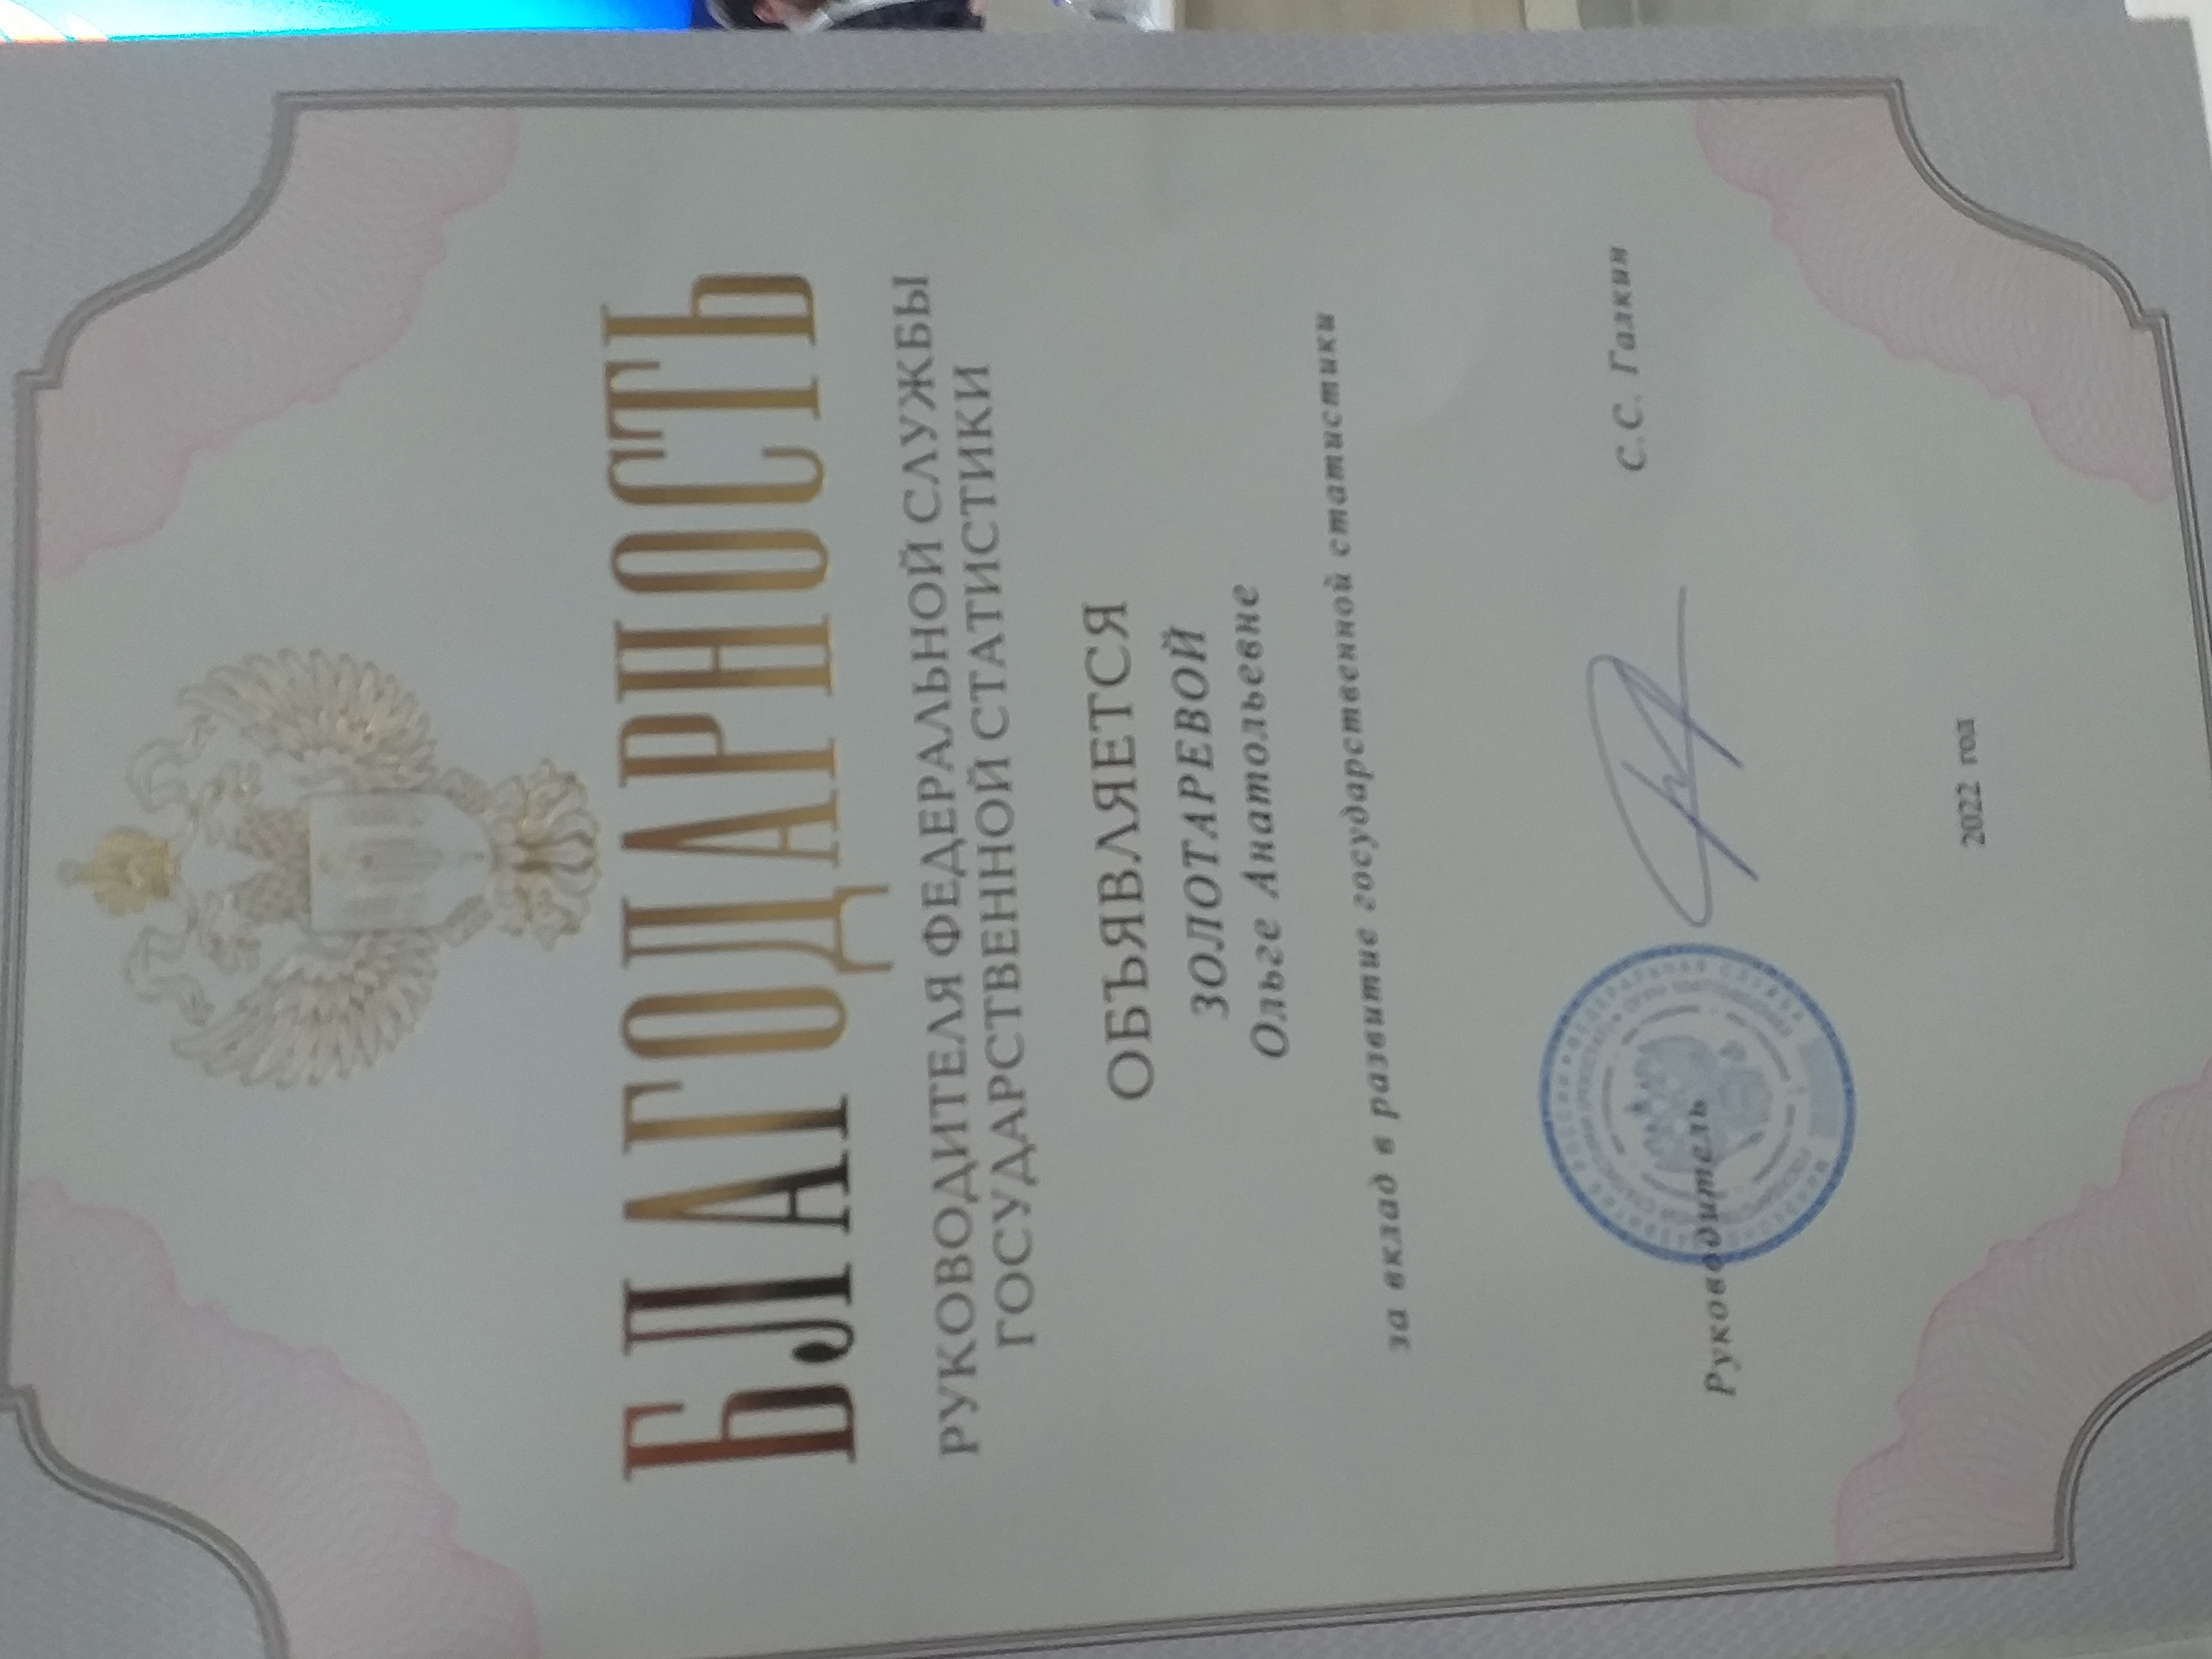 БЛАГОДАРНОСТЬ
РУКОВОДИТЕЛЯ ФЕДЕРАЛЬНОЙ СЛУЖБЫ
ГОСУДАРСТВЕННОЙ СТАТИСТИКИ
ОБЪЯВЛЯЕТСЯ
ЗОЛОТАРЕВОЙ
Ольге Анатольевне
за вклад в развитие государственной статистики
Руководитель
С.С. Галкин
2022 год